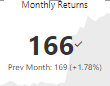 Monthly Returns
166✓
Prev Month: 169 (+1.78%)